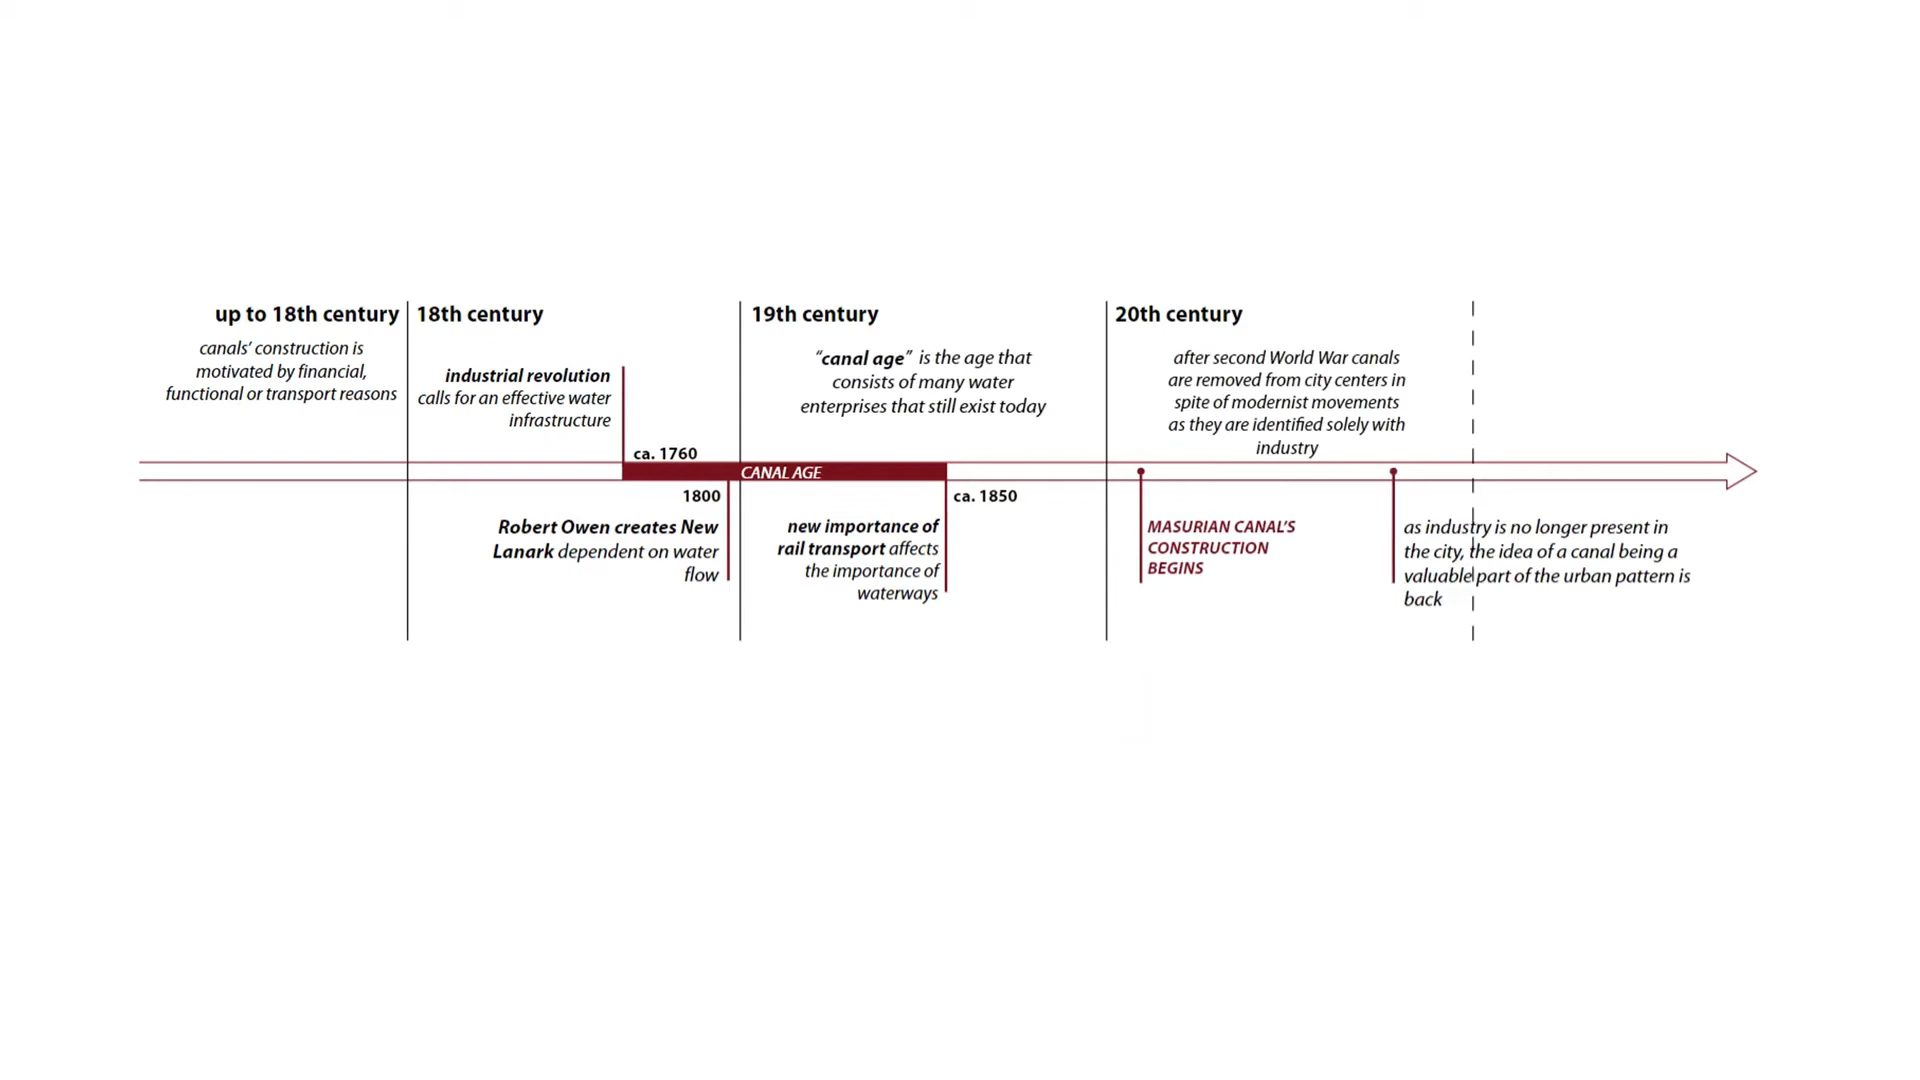 up to 18th century
canals' construction is
motivated by financial,
functional or transport reasons
18th century
industrial revolution
calls for an effective water
infrastructure
ca. 1760
19th century
“canal age” is the age that
consists of many water
enterprises that still exist today
20th century
after second World War canals
are removed from city centers in
spite of modernist movements
as they are identified solely with
industry
CANAL AGE
1800
Robert Owen creates New
Lanark dependent on water
flow
ca. 1850
new importance of
rail transport affects
the importance of
waterways
MASURIAN CANAL'S
CONSTRUCTION
BEGINS
as industry is no longer present in
the city, the idea of a canal being a
valuable part of the urban pattern is
back